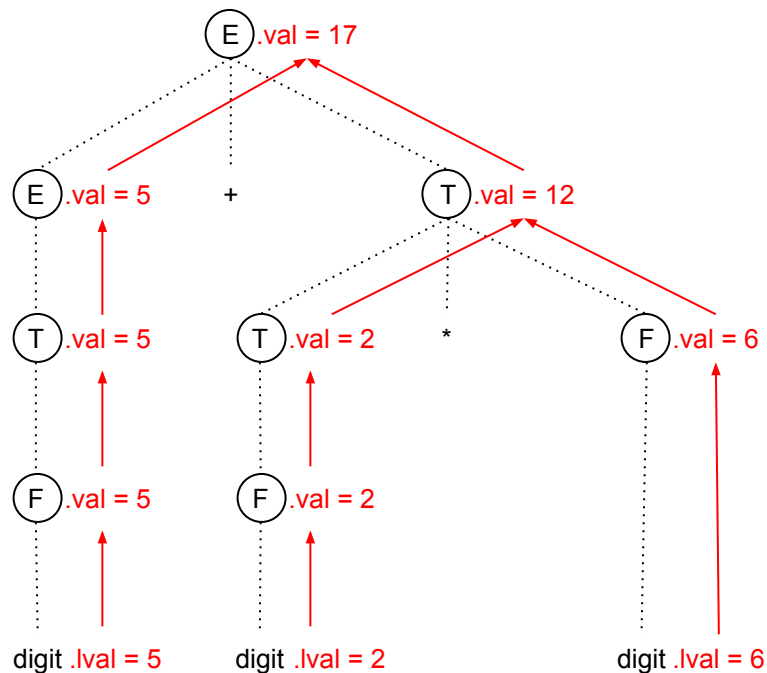 E .val = 17
E .val = 5 + T .val = 12
T .val = 5 T .val = 2 * F .val = 6
F .val = 5 F .val = 2
digit .lval = 5 digit .lval = 2 digit .lval = 6